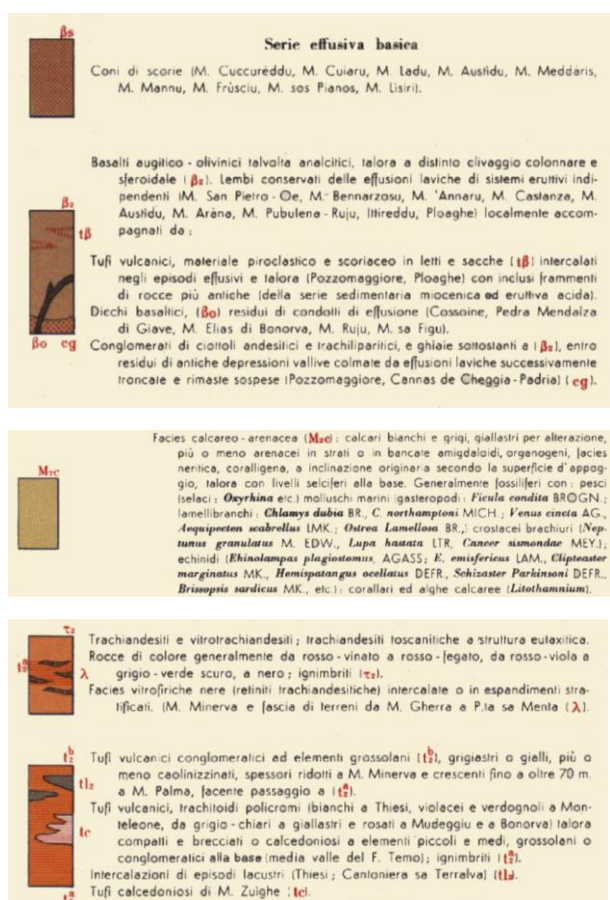 βs
Serie effusiva basica
Coni di scorie (M. Cuccuréddu, M. Cuiaru, M. Ladu, M. Austidu, M. Meddáris,
M. Mannu, M. Frùsciu, M. sos Pianos, M. Lisiri).
Basalti augitico - olivinici talvolta analcitici, talora a distinto clivaggio colonnare e
sferoidale (β₂). Lembi conservati delle effusioni laviche di sistemi eruttivi indi-
pendenti (M. San Pietro - Oe, M. Bennarzosu, M. 'Annaru, M. Castanza, M.
β₂
Austidu, M. Aràna, M. Pubulena - Ruju, Ittireddu, Ploaghe) localmente accom-
tβ
pagnati da :
Tufi vulcanici, materiale piroclastico e scoriaceo in letti e sacche (tβ) intercalati
negli episodi effusivi e talora (Pozzomaggiore, Ploaghe) con inclusi frammenti
di rocce più antiche (della serie sedimentaria miocenica ed eruttiva acida).
Dicchi basaltici, (βo) residui di condotti di effusione (Cossoine, Pedra Mendalza
di Giave, M. Elias di Bonorva, M. Ruju, M. sa Figu).
βo cg
Conglomerati di ciottoli andesitici e trachiliparitici, e ghiaie sottostanti a (β₂), entro
residui di antiche depressioni vallive colmate da effusioni laviche successivamente
troncate e rimaste sospese (Pozzomaggiore, Cannas de Cheggia - Padria) (cg).
Facies calcareo - arenacea (M₂c) : calcari bianchi e grigi, giallastri per alterazione,
più o meno arenacei in strati o in bancate amigdaloidi, organogeni, facies
M₂c
neritica, coralligena, a inclinazione originaria secondo la superficie d'appog-
gio, talora con livelli selciferi alla base. Generalmente fossiliferi con : pesci
(selaci : Oxyrhina etc.) molluschi marini (gasteropodi : Ficula condita BROGN.;
lamellibranchi : Chlamys dubia BR., C. northamptoni MICH.; Venus cincta AG.,
Aequipecten scabrellus LMK.; Ostrea Lamellosa BR.,) crostacei brachiuri (Nep-
tunus granulatus M. EDW., Lupa hastata LTR, Cancer sismondae MEY.);
echinidi (Ehinolampas plagiostomus, AGASS; E. emisfericus LAM., Clipteaster
marginatus MK., Hemispatangus ocellatus DEFR., Schizaster Parkinsoni DEFR.,
Brissopsis sardicus MK., etc.) : corallari ed alghe calcaree (Litothamnium).
τ₂
Trachiandesiti e vitrotrachiandesiti ; trachiandesiti toscanitiche a struttura eutaxitica.
Rocce di colore generalmente da rosso - vinato a rosso - fegato, da rosso - viola a
λ
grigio - verde scuro, a nero ; ignimbriti (τ₂).
Facies vitrofiriche nere (retiniti trachiandesitiche) intercalate o in espandimenti stra-
tificati. (M. Minerva e fascia di terreni da M. Gherra a P.ta sa Menta (λ).
t₂ᵇ
Tufi vulcanici conglomeratici ad elementi grossolani (t₂ᵇ), grigiastri o gialli, più o
meno caolinizzinati, spessori ridotti a M. Minerva e crescenti fino a oltre 70 m.
tl₂
a M. Palma, facente passaggio a (t₂ᵃ).
Tufi vulcanici, trachitoidi policromi (bianchi a Thiesi, violacei e verdognoli a Mon-
teleone, da grigio - chiari a giallastri e rosati a Mudeggiu e a Bonorva) talora
tc
compatti e brecciati o calcedoniosi a elementi piccoli e medi, grossolani o
conglomeratici alla base (media valle del F. Temo); ignimbriti (t₂ᵃ).
Intercalazioni di episodi lacustri (Thiesi ; Cantoniera sa Terralva) (tl₂).
Tufi calcedoniosi di M. Zuighe (tc).